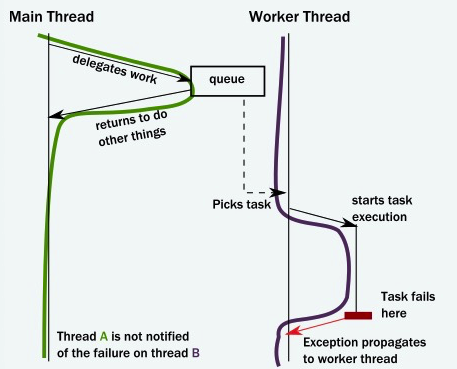 Main Thread
Worker Thread
delegates work
queue
returns to do
other things
Picks task
starts task
execution
Task fails
here
Thread A is not notified
of the failure on thread B
Exception propagates
to worker thread